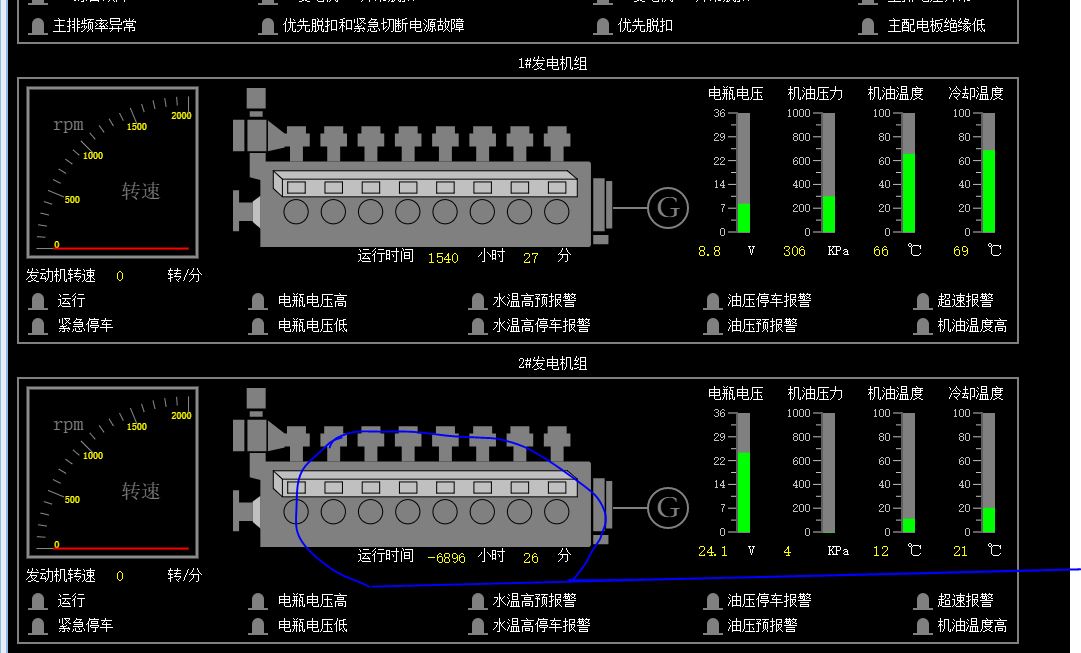 主排频率异常 优先脱扣和紧急切断电源故障 优先脱扣 主配电板绝缘低
1#发电机组
rpm 500 1000 1500 2000 0
转速
发动机转速 0 转/分
G
运行时间 1540 小时 27 分
电瓶电压 机油压力 机油温度 冷却温度
36 1000 100 100
29 800 80 80
22 600 60 60
14 400 40 40
7 200 20 20
0 0 0 0
8.8 V 306 KPa 66 ℃ 69 ℃
运行 电瓶电压高 水温高预报警 油压停车报警 超速报警
紧急停车 电瓶电压低 水温高停车报警 油压预报警 机油温度高
2#发电机组
rpm 500 1000 1500 2000 0
转速
发动机转速 0 转/分
G
运行时间 -6896 小时 26 分
电瓶电压 机油压力 机油温度 冷却温度
36 1000 100 100
29 800 80 80
22 600 60 60
14 400 40 40
7 200 20 20
0 0 0 0
24.1 V 4 KPa 12 ℃ 21 ℃
运行 电瓶电压高 水温高预报警 油压停车报警 超速报警
紧急停车 电瓶电压低 水温高停车报警 油压预报警 机油温度高